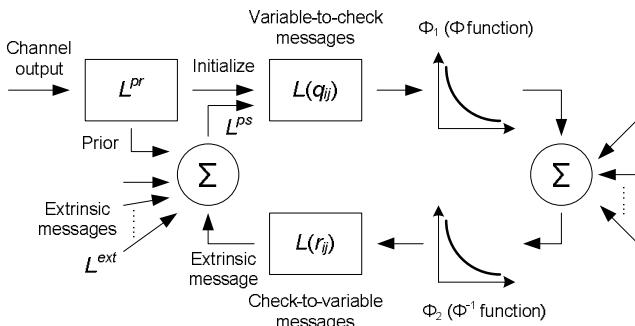 Channel
output
L^pr
Initialize
Variable-to-check
messages
L(q_ij)
L^ps
Φ₁ (Φ function)
Prior
Σ
Σ
Extrinsic
messages
L^ext
Extrinsic
message
L(r_ij)
Check-to-variable
messages
Φ₂ (Φ⁻¹ function)